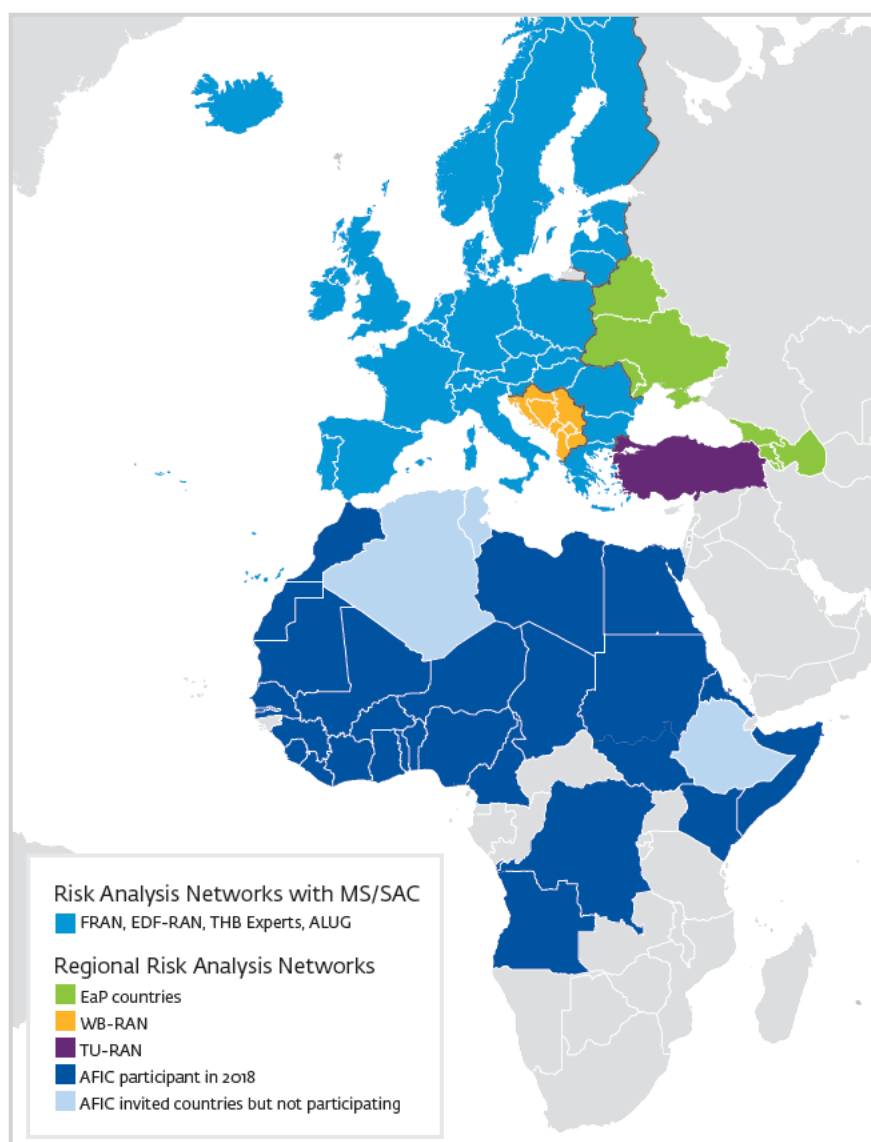 Risk Analysis Networks with MS/SAC
FRAN, EDF-RAN, THB Experts, ALUG
Regional Risk Analysis Networks
EaP countries
WB-RAN
TU-RAN
AFIC participant in 2018
AFIC invited countries but not participating